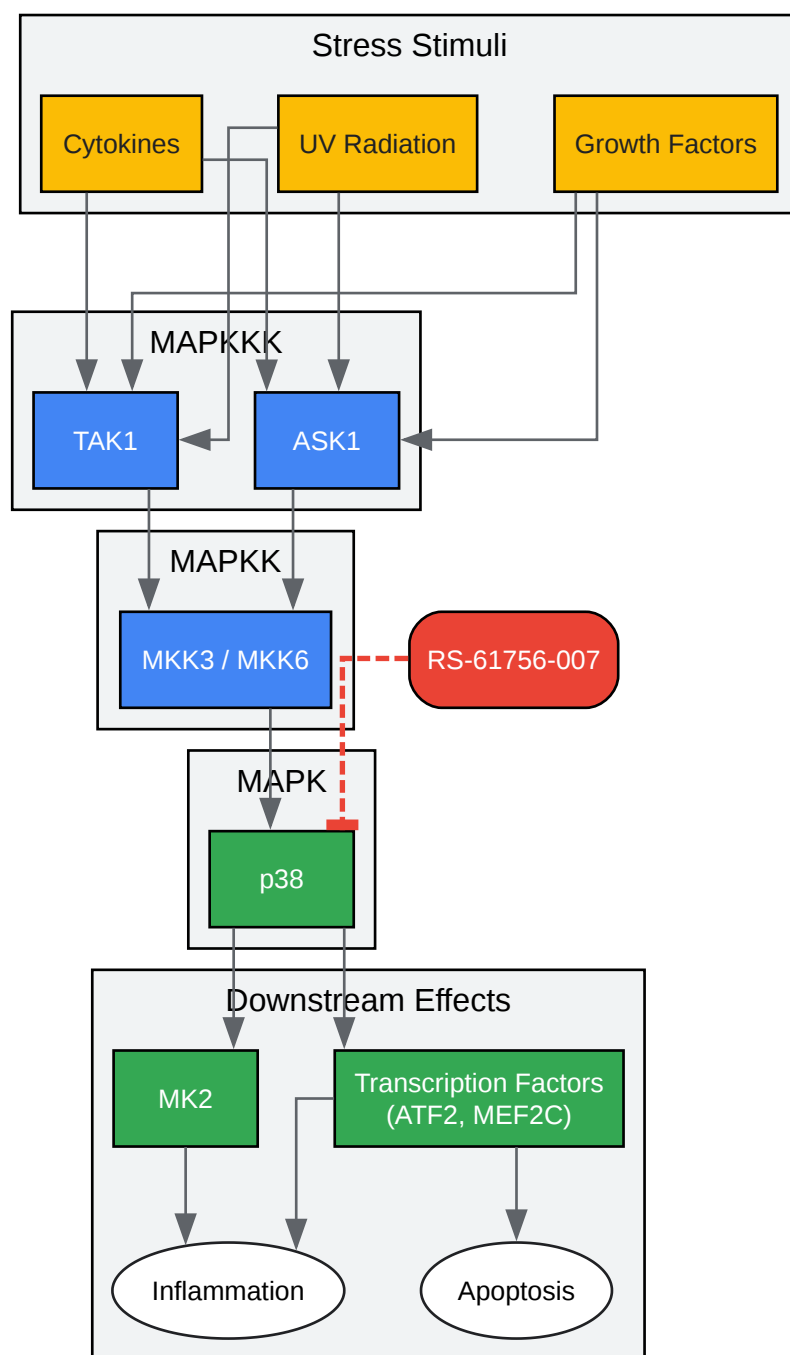 Stress Stimuli
Cytokines
UV Radiation
Growth Factors
MAPKKK
TAK1
ASK1
MAPKK
MKK3 / MKK6
RS-61756-007
MAPK
p38
Downstream Effects
MK2
Transcription Factors
(ATF2, MEF2C)
Inflammation
Apoptosis